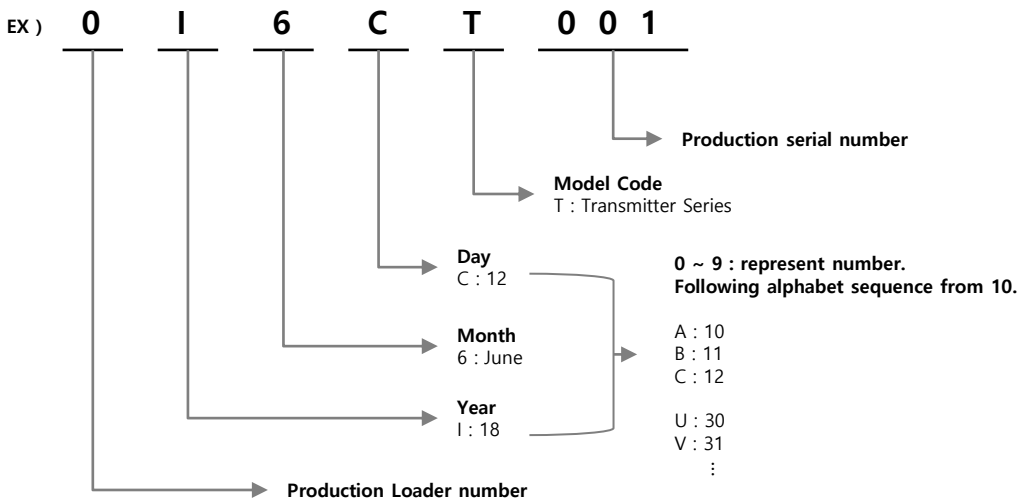 EX ) 0 I 6 C T 0 0 1
Production serial number
Model Code
T : Transmitter Series
Day
C : 12
0 ~ 9 : represent number.
Following alphabet sequence from 10.
Month
6 : June
A : 10
B : 11
C : 12
Year
I : 18
U : 30
V : 31
⋮
Production Loader number